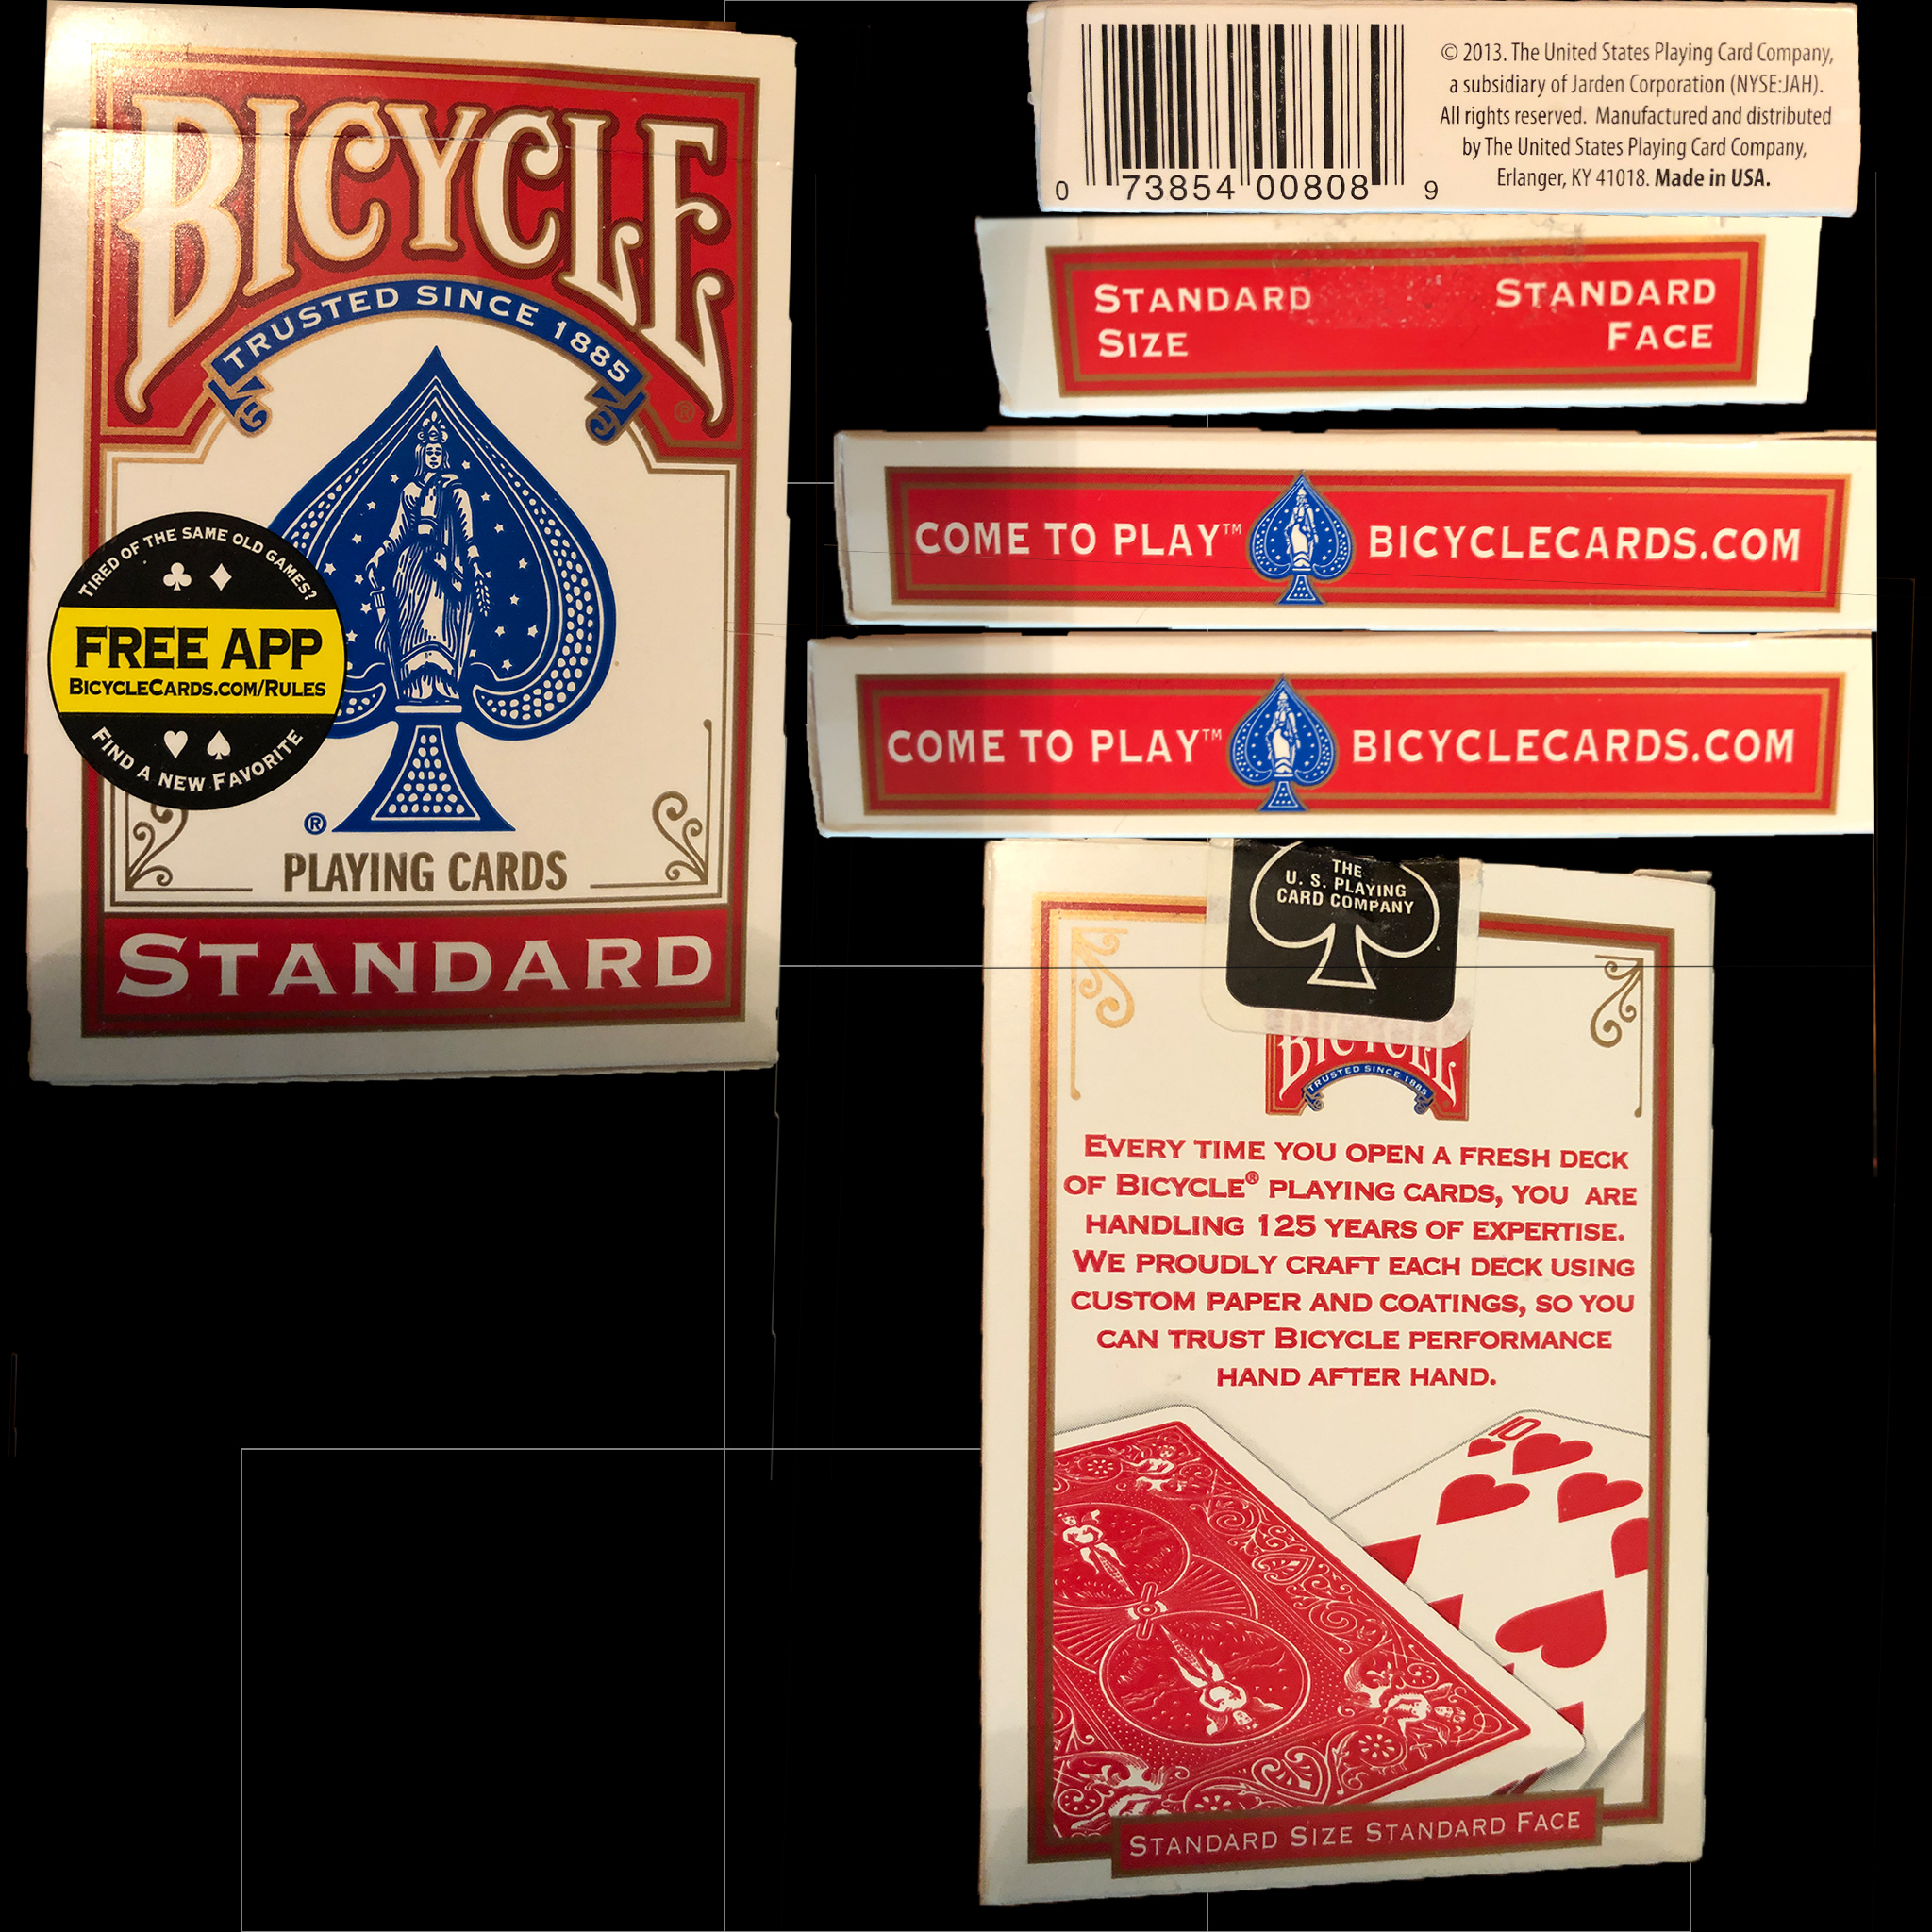 BICYCLE
TRUSTED SINCE 1885
®
TIRED OF THE SAME OLD GAMES?
FREE APP
BICYCLECARDS.COM/RULES
FIND A NEW FAVORITE
®
PLAYING CARDS
STANDARD
© 2013. The United States Playing Card Company,
a subsidiary of Jarden Corporation (NYSE:JAH).
All rights reserved. Manufactured and distributed
by The United States Playing Card Company,
Erlanger, KY 41018. Made in USA.
0 73854 00808 9
STANDARD SIZE
STANDARD FACE
COME TO PLAY™ BICYCLECARDS.COM
COME TO PLAY™ BICYCLECARDS.COM
THE
U. S. PLAYING
CARD COMPANY
BICYCLE
TRUSTED SINCE 1885
EVERY TIME YOU OPEN A FRESH DECK
OF BICYCLE® PLAYING CARDS, YOU ARE
HANDLING 125 YEARS OF EXPERTISE.
WE PROUDLY CRAFT EACH DECK USING
CUSTOM PAPER AND COATINGS, SO YOU
CAN TRUST BICYCLE PERFORMANCE
HAND AFTER HAND.
10
STANDARD SIZE STANDARD FACE